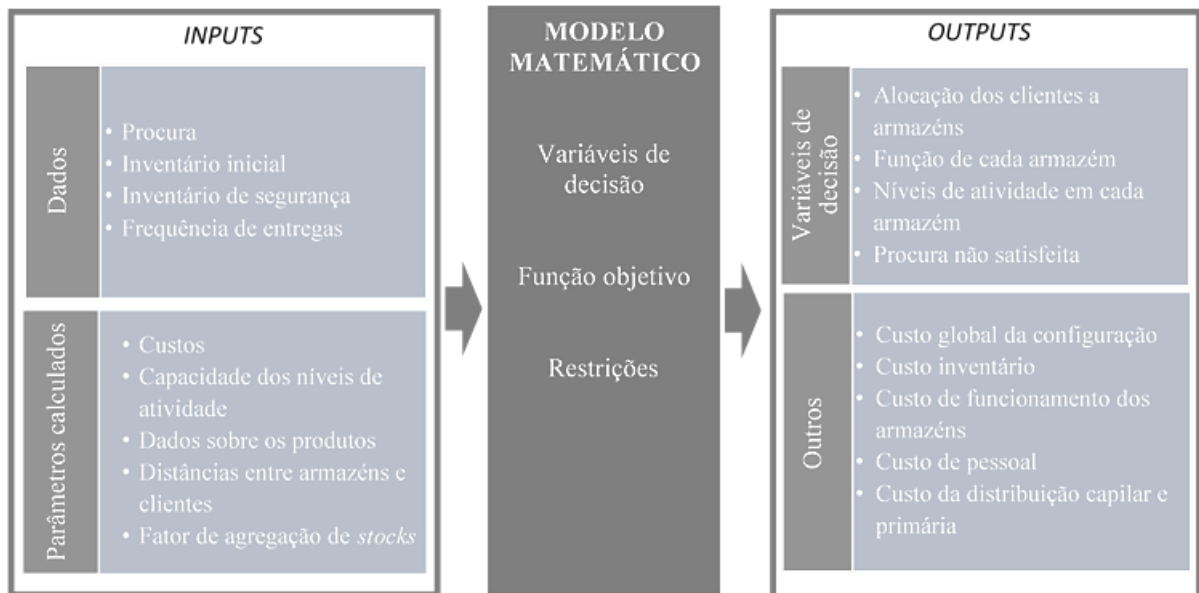 INPUTS
Dados
• Procura
• Inventário inicial
• Inventário de segurança
• Frequência de entregas
Parâmetros calculados
• Custos
• Capacidade dos níveis de
atividade
• Dados sobre os produtos
• Distâncias entre armazéns e
clientes
• Fator de agregação de stocks
MODELO
MATEMÁTICO
Variáveis de
decisão
Função objetivo
Restrições
OUTPUTS
Variáveis de
decisão
• Alocação dos clientes a
armazéns
• Função de cada armazém
• Níveis de atividade em cada
armazém
• Procura não satisfeita
Outros
• Custo global da configuração
• Custo inventário
• Custo de funcionamento dos
armazéns
• Custo de pessoal
• Custo da distribuição capilar e
primária